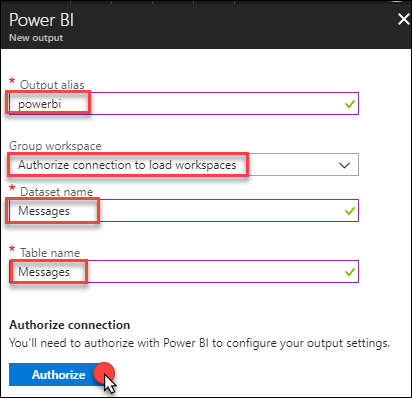 Power BI
New output
* Output alias
powerbi
Group workspace
Authorize connection to load workspaces
* Dataset name
Messages
* Table name
Messages
Authorize connection
You'll need to authorize with Power BI to configure your output settings.
Authorize